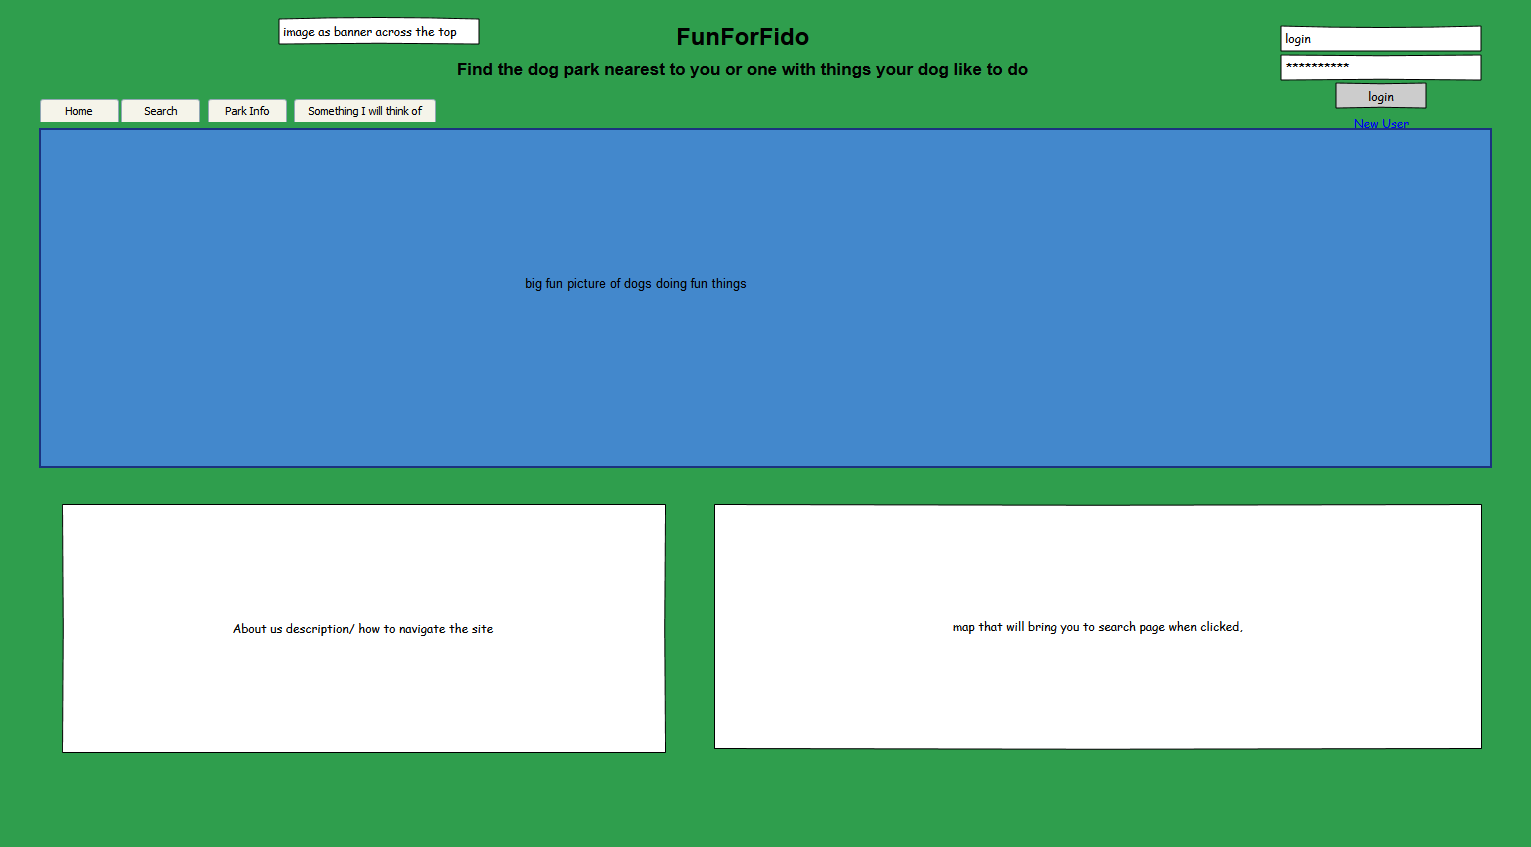 image as banner across the top
FunForFido
Find the dog park nearest to you or one with things your dog like to do
login
**********
login
New User
Home
Search
Park Info
Something I will think of
big fun picture of dogs doing fun things
About us description/ how to navigate the site
map that will bring you to search page when clicked,